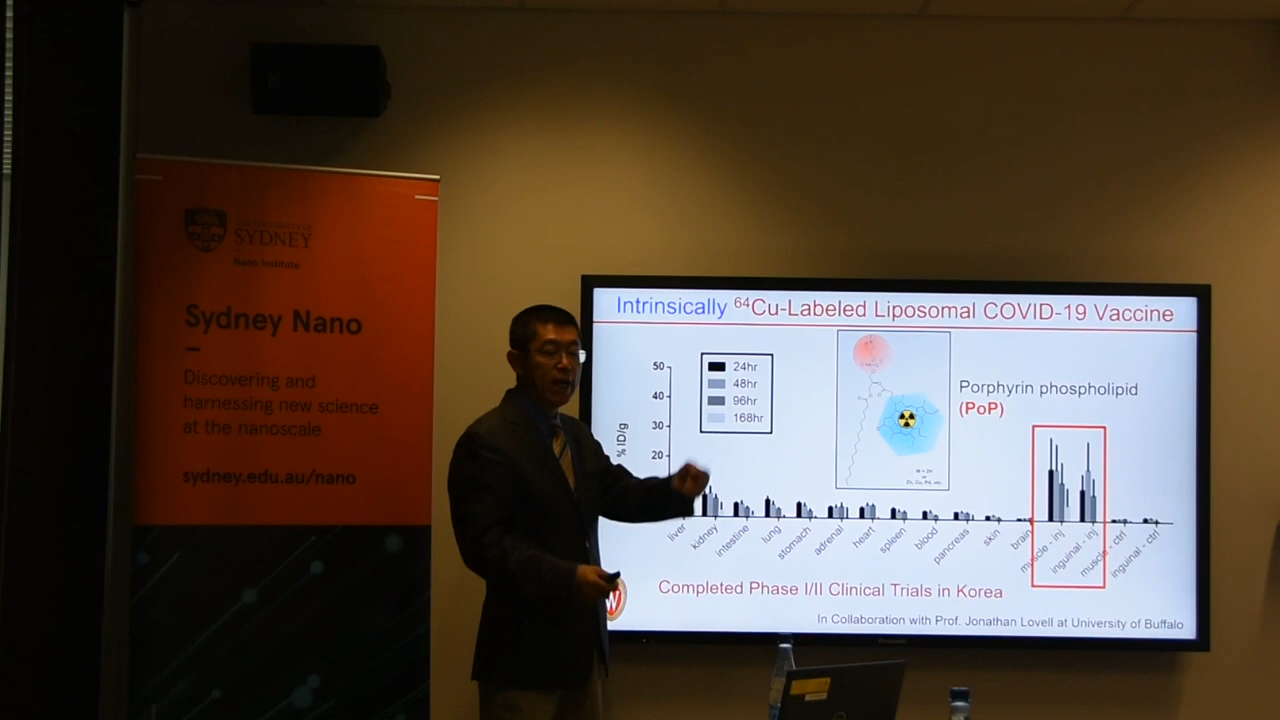 THE UNIVERSITY OF
SYDNEY
Nano Institute
Sydney Nano
Discovering and
harnessing new science
at the nanoscale
sydney.edu.au/nano
Intrinsically 64Cu-Labeled Liposomal COVID-19 Vaccine
50
40
30
20
% ID/g
24hr
48hr
96hr
168hr
Porphyrin phospholipid
(PoP)
liver
kidney
intestine
lung
stomach
adrenal
heart
spleen
blood
pancreas
skin
brain
muscle - inj
inguinal - inj
muscle - ctrl
inguinal - ctrl
Completed Phase I/II Clinical Trials in Korea
W
In Collaboration with Prof. Jonathan Lovell at University of Buffalo